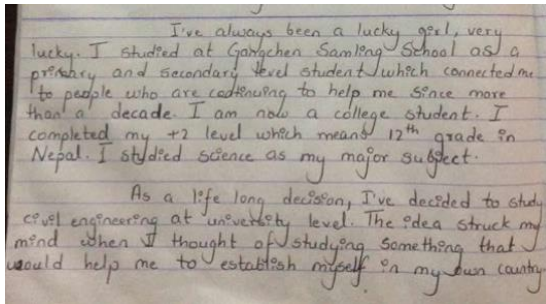 I've always been a lucky girl, very
lucky. I studied at Gangchen Samling School as a
primary and secondary level student which connected me
to people who are continuing to help me since more
than a decade. I am now a college student. I
completed my +2 level which means 12th grade in
Nepal. I studied science as my major subject.
As a life long decision, I've decided to study
civil engineering at university level. The idea struck my
mind when I thought of studying something that
would help me to establish myself in my own country